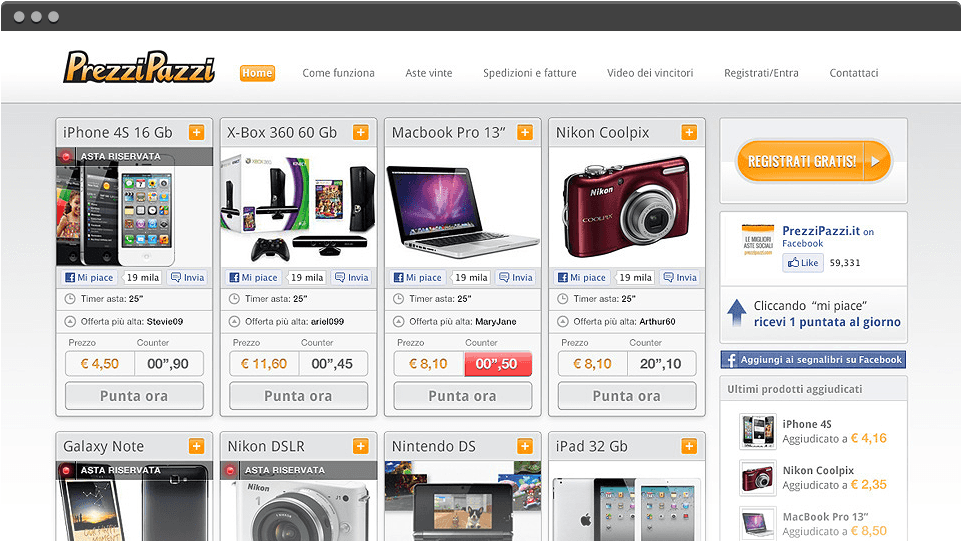 PrezziPazzi
Home
Come funziona
Aste vinte
Spedizioni e fatture
Video dei vincitori
Registrati/Entra
Contattaci
iPhone 4S 16 Gb +
ASTA RISERVATA
Mi piace 19 mila Invia
Timer asta: 25”
Offerta più alta: Stevie09
Prezzo Counter
€ 4,50 00”,90
Punta ora
X-Box 360 60 Gb +
XBOX 360
Mi piace 19 mila Invia
Timer asta: 25”
Offerta più alta: ariel099
Prezzo Counter
€ 11,60 00”,45
Punta ora
Macbook Pro 13” +
Mi piace 19 mila Invia
Timer asta: 25”
Offerta più alta: MaryJane
Prezzo Counter
€ 8,10 00”,50
Punta ora
Nikon Coolpix +
Nikon
COOLPIX
Mi piace 19 mila Invia
Timer asta: 25”
Offerta più alta: Arthur60
Prezzo Counter
€ 8,10 20”,10
Punta ora
Galaxy Note +
ASTA RISERVATA
Nikon DSLR +
ASTA RISERVATA
Nikon
1
Nintendo DS +
iPad 32 Gb +
REGISTRATI GRATIS!
LE MIGLIORI
ASTE SOCIALI
PrezziPazzi.it on
Facebook
Like 59,331
Cliccando “mi piace”
ricevi 1 puntata al giorno
Aggiungi ai segnalibri su Facebook
Ultimi prodotti aggiudicati
iPhone 4S
Aggiudicato a € 4,16
Nikon Coolpix
Aggiudicato a € 2,35
MacBook Pro 13”
Aggiudicato a € 8,50